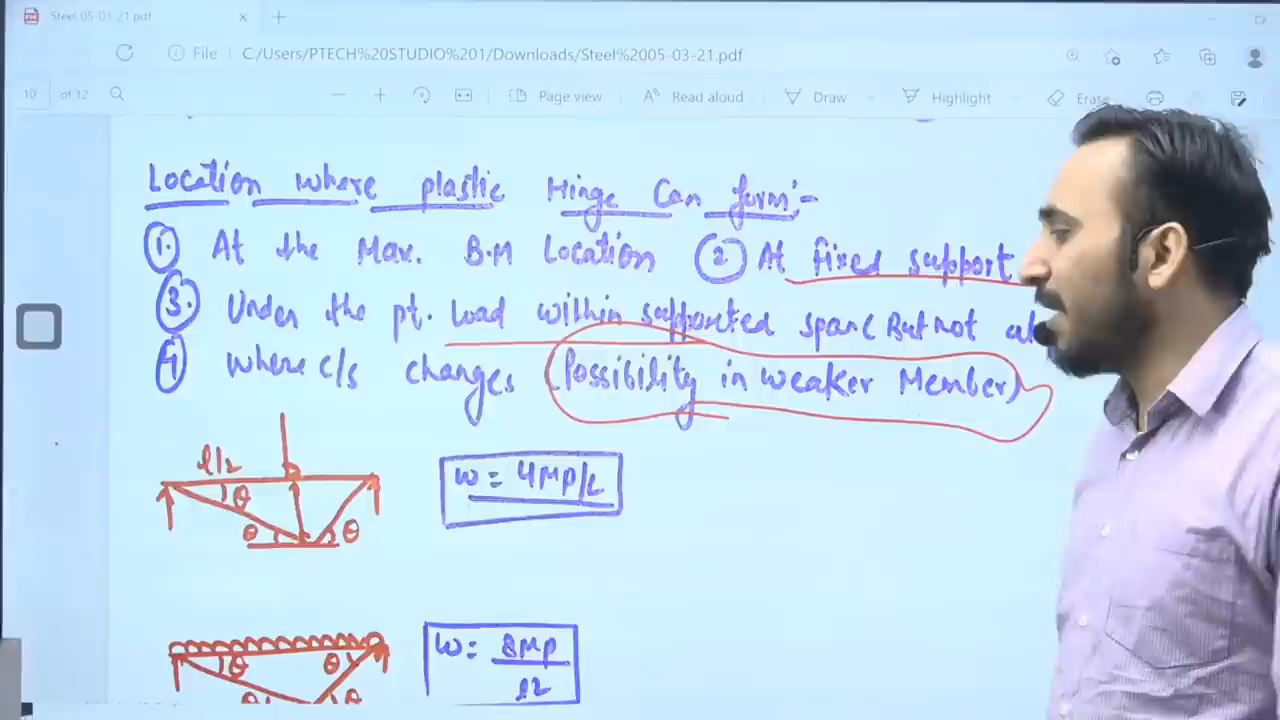 Steel 05-03-21.pdf
File C:/Users/PTECH%20STUDIO%201/Downloads/Steel%2005-03-21.pdf
10 of 12 Page view Read aloud Draw Highlight Erase
Location where plastic Hinge Can form:-
1. At the Max. B.M Location 2 At fixed support
3. Under the pt. Load within supported span (But not at
4 where c/s changes (Possibility in weaker Member)
l/2
w = 4Mp/L
θ
θ θ
w = 8Mp
l2
θ θ
θ θ